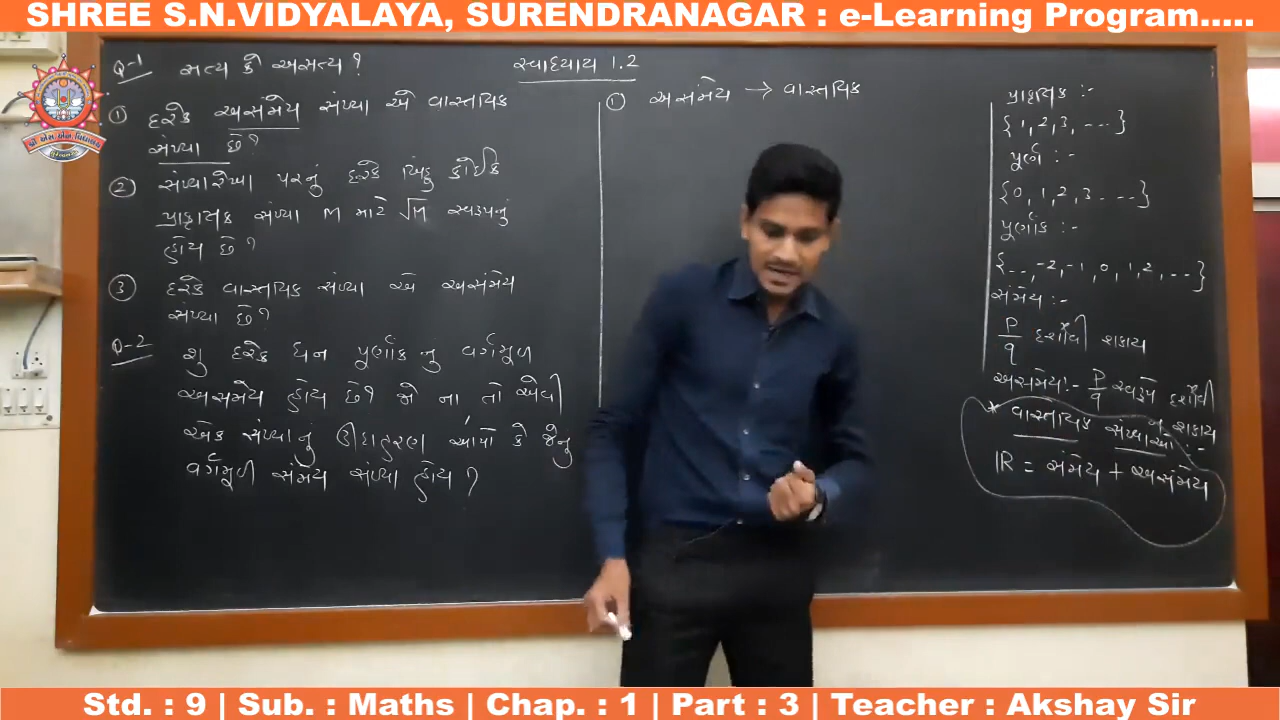 SHREE S.N.VIDYALAYA, SURENDRANAGAR : e-Learning Program.....
Q-1 સત્ય કે અસત્ય ?
સ્વાધ્યાય 1.2
① દરેક અસંમેય સંખ્યા એ વાસ્તવિક
સંખ્યા છે?
② સંખ્યારેખા પરનું દરેક બિંદુ કોઈક
પ્રાકૃતિક સંખ્યા m માટે √m સ્વરૂપનું
હોય છે ?
③ દરેક વાસ્તવિક સંખ્યા એ અસંમેય
સંખ્યા છે?
Q-2 શું દરેક ધન પૂર્ણાંક નું વર્ગમૂળ
અસંમેય હોય છે? જો ના, તો એવી
એક સંખ્યાનું ઉદાહરણ આપો કે જેનું
વર્ગમૂળ સંમેય સંખ્યા હોય ?
① અસંમેય → વાસ્તવિક
પ્રાકૃતિક :-
{1, 2, 3, ----}
પૂર્ણ :-
{0, 1, 2, 3 - --}
પૂર્ણાંક :-
{--, -2, -1, 0, 1, 2, --}
સંમેય :-
P/q દર્શાવી શકાય
અસંમેય :- P/q સ્વરૂપે દર્શાવી
ન શકાય
* વાસ્તવિક સંખ્યાઓ -
IR = સંમેય + અસંમેય
Std. : 9 | Sub. : Maths | Chap. : 1 | Part : 3 | Teacher : Akshay Sir